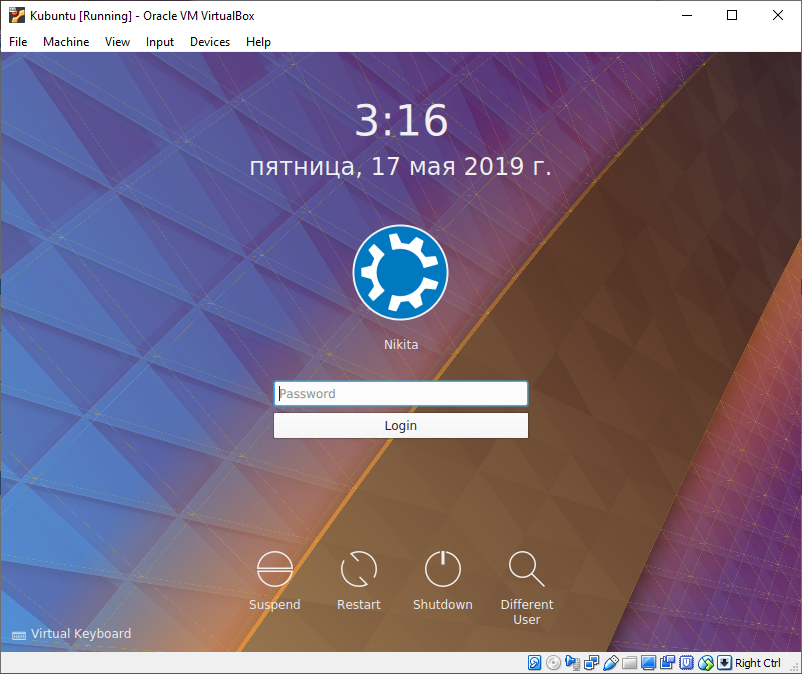 Kubuntu [Running] - Oracle VM VirtualBox
File Machine View Input Devices Help
3:16
пятница, 17 мая 2019 г.
Nikita
Password
Login
Suspend Restart Shutdown Different
User
Virtual Keyboard
Right Ctrl